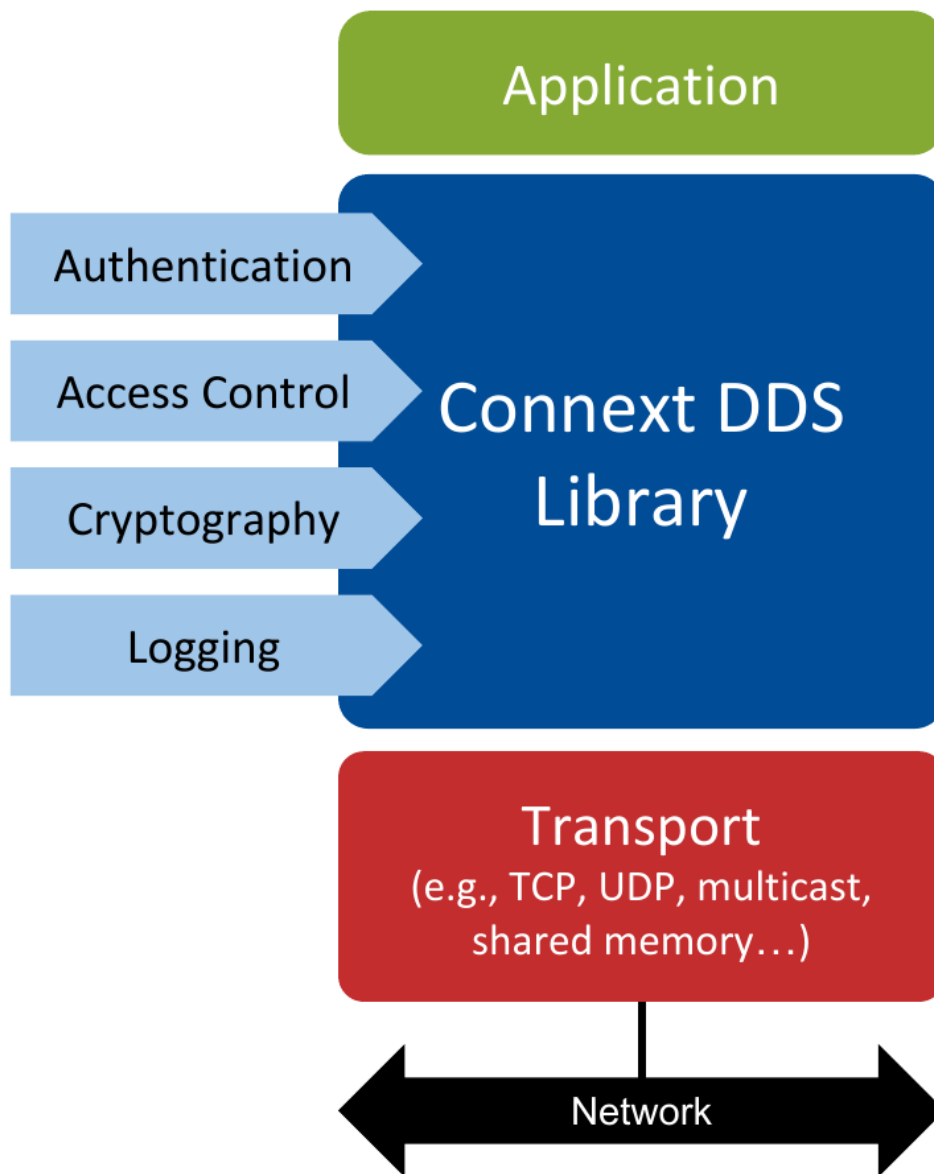 Application
Authentication
Access Control
Connext DDS
Library
Cryptography
Logging
Transport
(e.g., TCP, UDP, multicast,
shared memory…)
Network